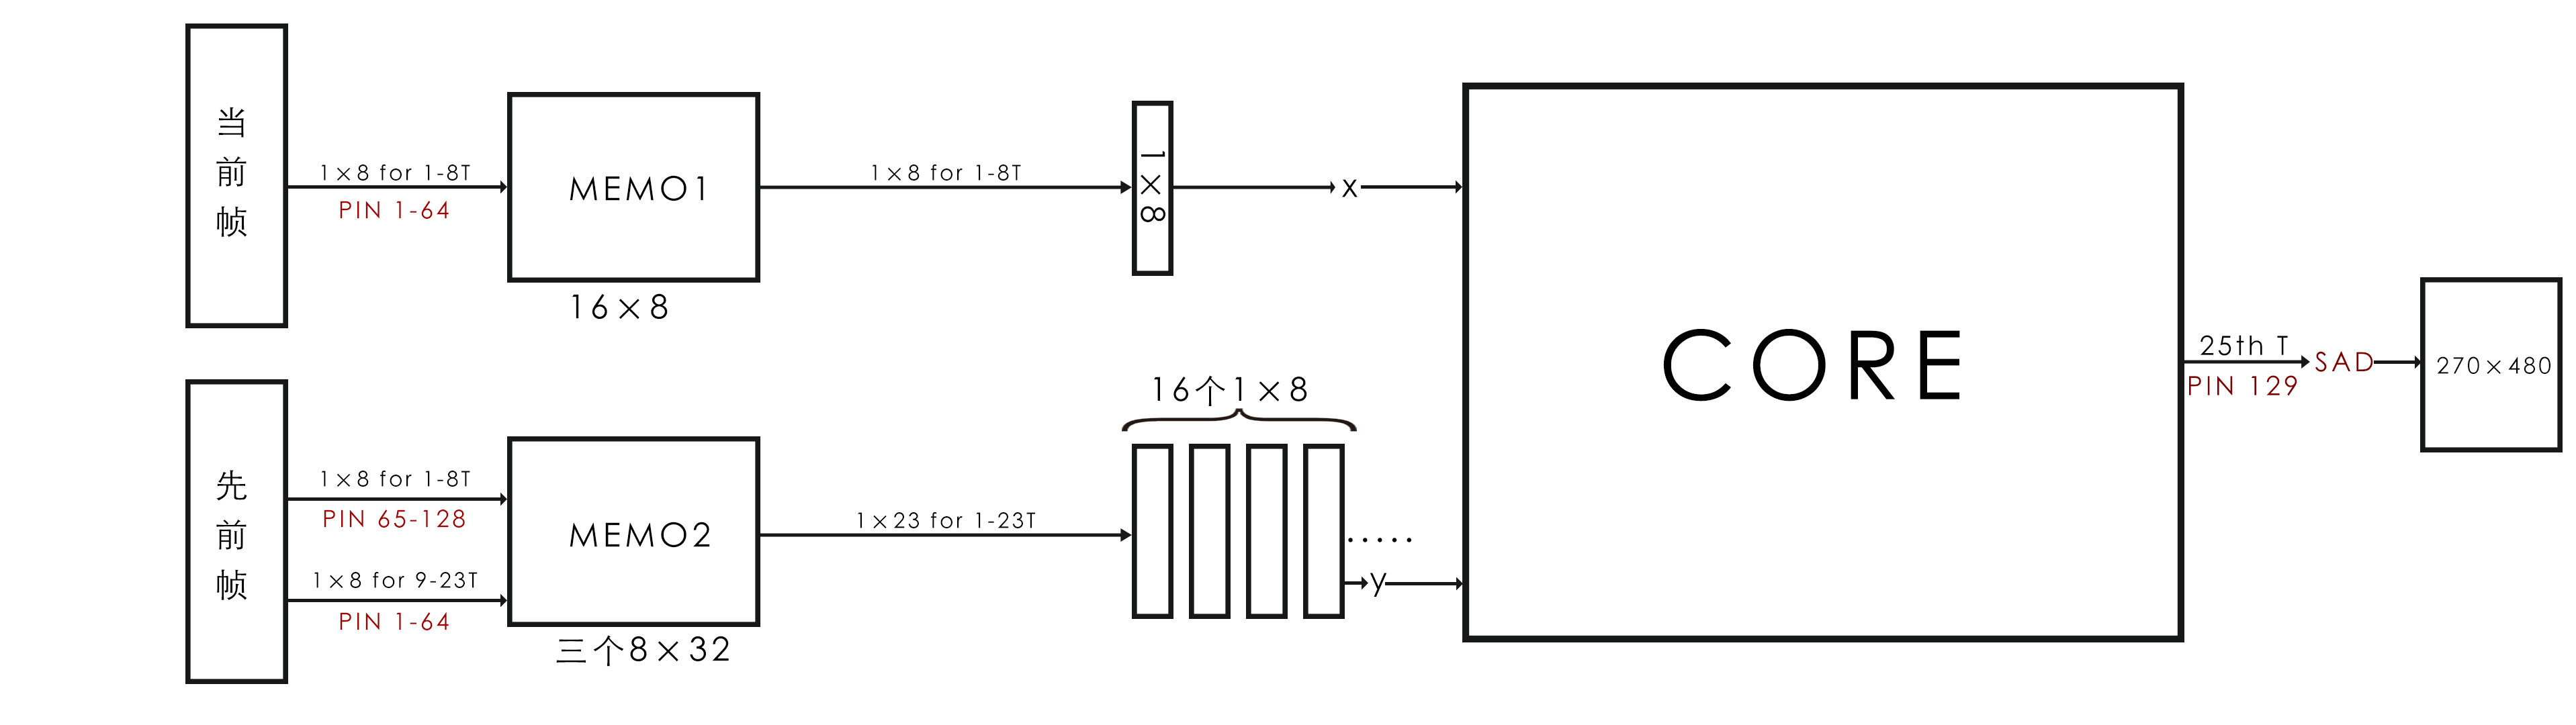 当前帧
1×8 for 1-8T
PIN 1-64
MEMO1
16×8
1×8 for 1-8T
1×8
x
先前帧
1×8 for 1-8T
PIN 65-128
1×8 for 9-23T
PIN 1-64
MEMO2
三个8×32
1×23 for 1-23T
16个1×8
.....
y
CORE
25th T
PIN 129
SAD
270×480